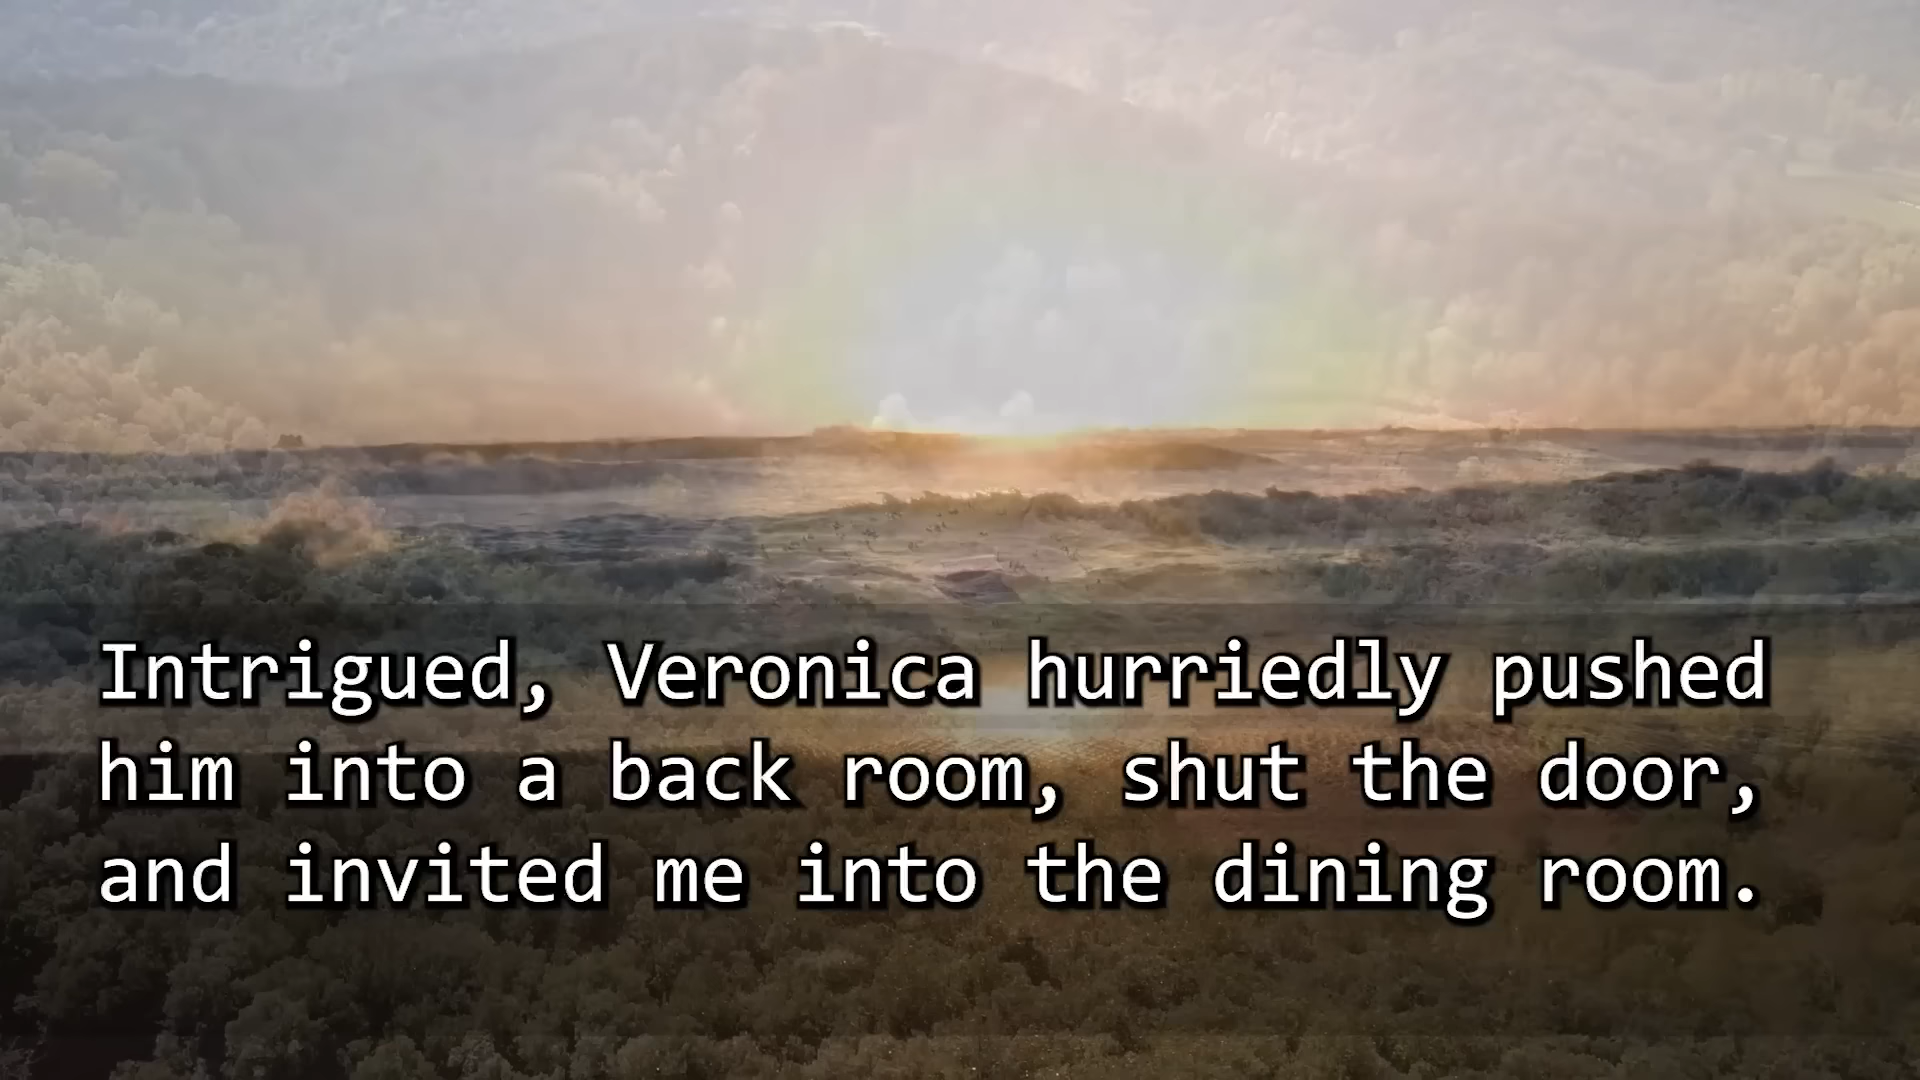 Intrigued, Veronica hurriedly pushed
him into a back room, shut the door,
and invited me into the dining room.